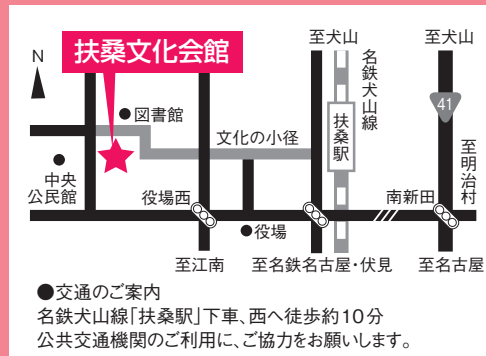 扶桑文化会館
N
至犬山
名鉄犬山線
至犬山
41
図書館
文化の小径
扶桑駅
至明治村
中央
公民館
役場西
南新田
●役場
至江南
至名鉄名古屋・伏見
至名古屋
●交通のご案内
名鉄犬山線「扶桑駅」下車、西へ徒歩約10分
公共交通機関のご利用に、ご協力をお願いします。